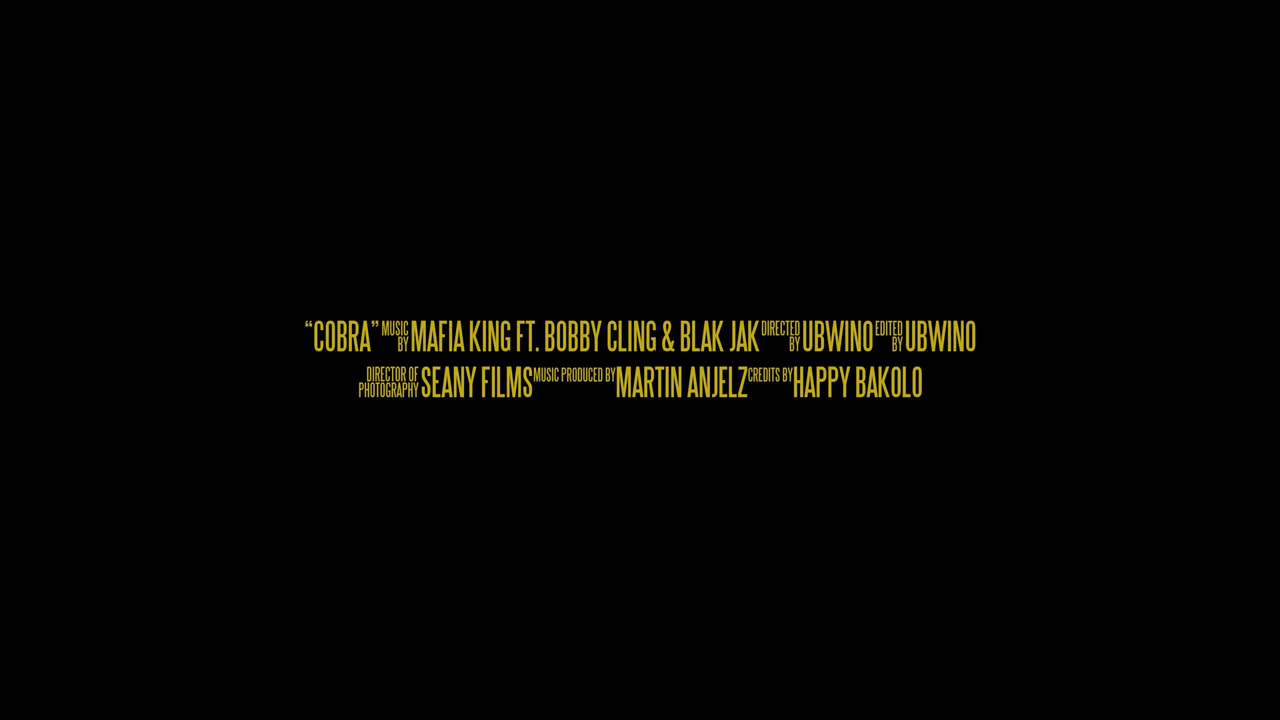 “COBRA” MUSIC BY MAFIA KING FT. BOBBY CLING & BLAK JAK DIRECTED BY UBWINO EDITED BY UBWINO
DIRECTOR OF PHOTOGRAPHY SEANY FILMS MUSIC PRODUCED BY MARTIN ANJELZ CREDITS BY HAPPY BAKOLO